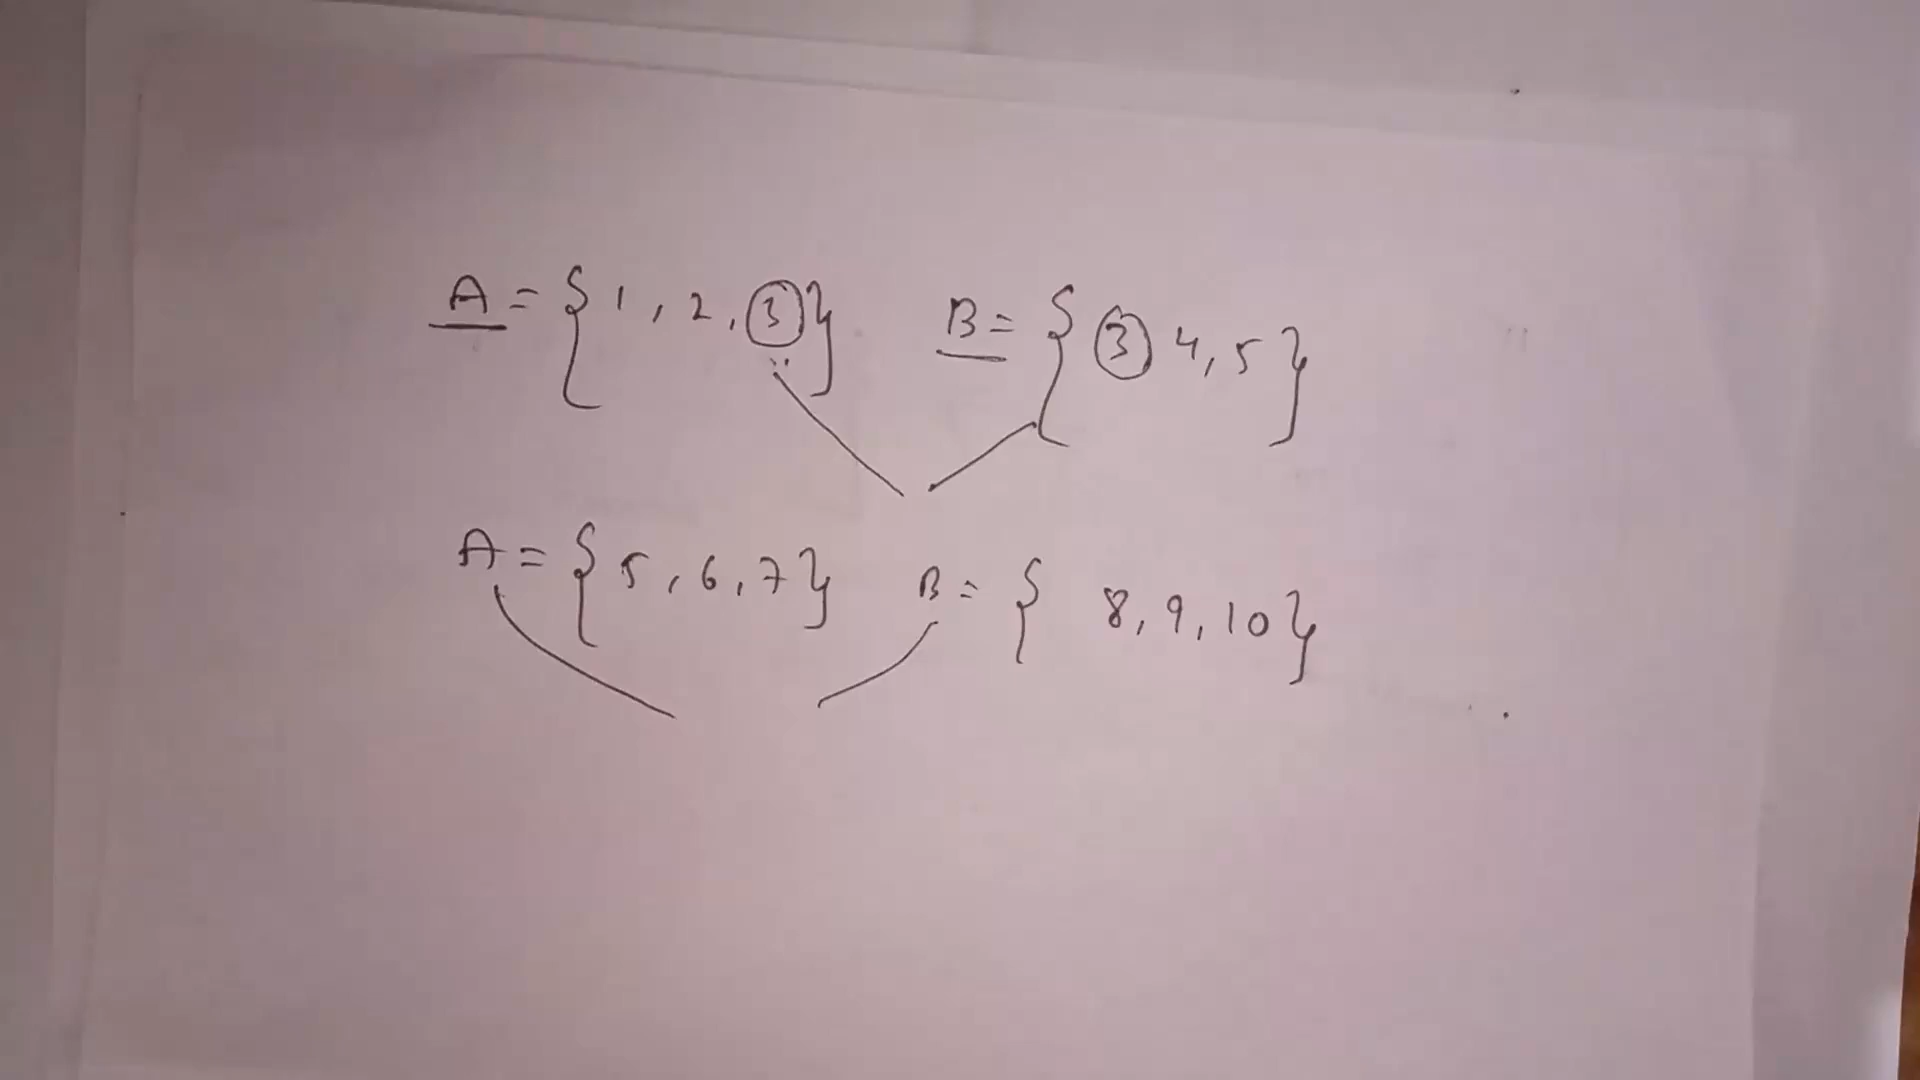 A = { 1, 2, 3 } B = { 3 4, 5 }
A = { 5, 6, 7 } B = { 8, 9, 10 }